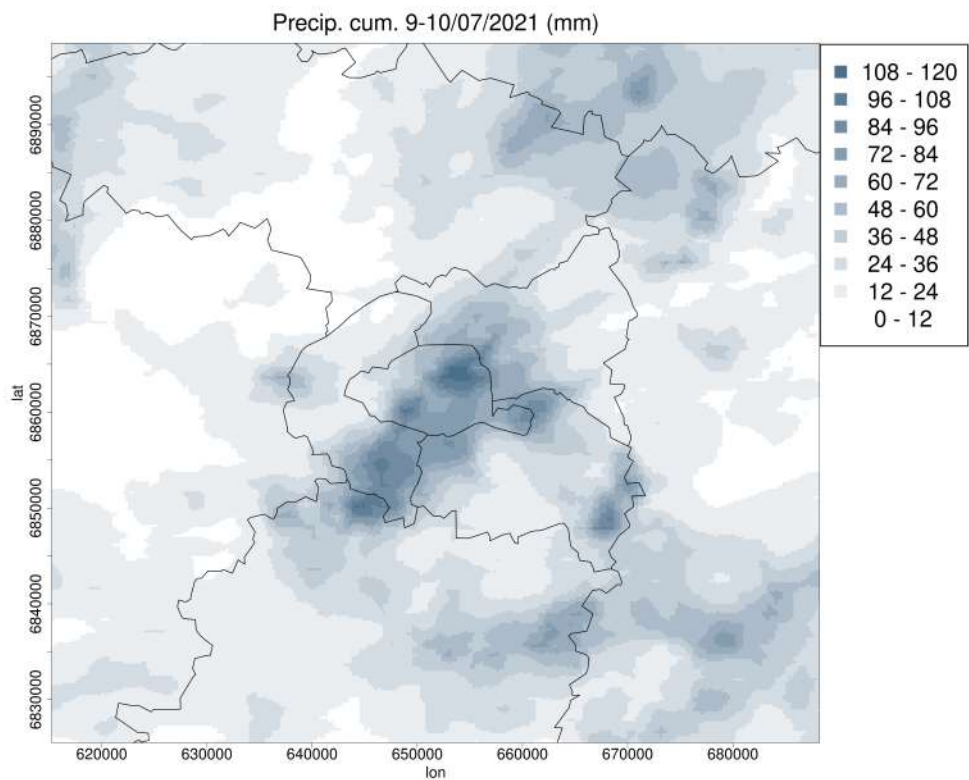 Precip. cum. 9-10/07/2021 (mm)
108 - 120
96 - 108
84 - 96
72 - 84
60 - 72
48 - 60
36 - 48
24 - 36
12 - 24
0 - 12
lat
6890000
6880000
6870000
6860000
6850000
6840000
6830000
620000 630000 640000 650000 660000 670000 680000
lon